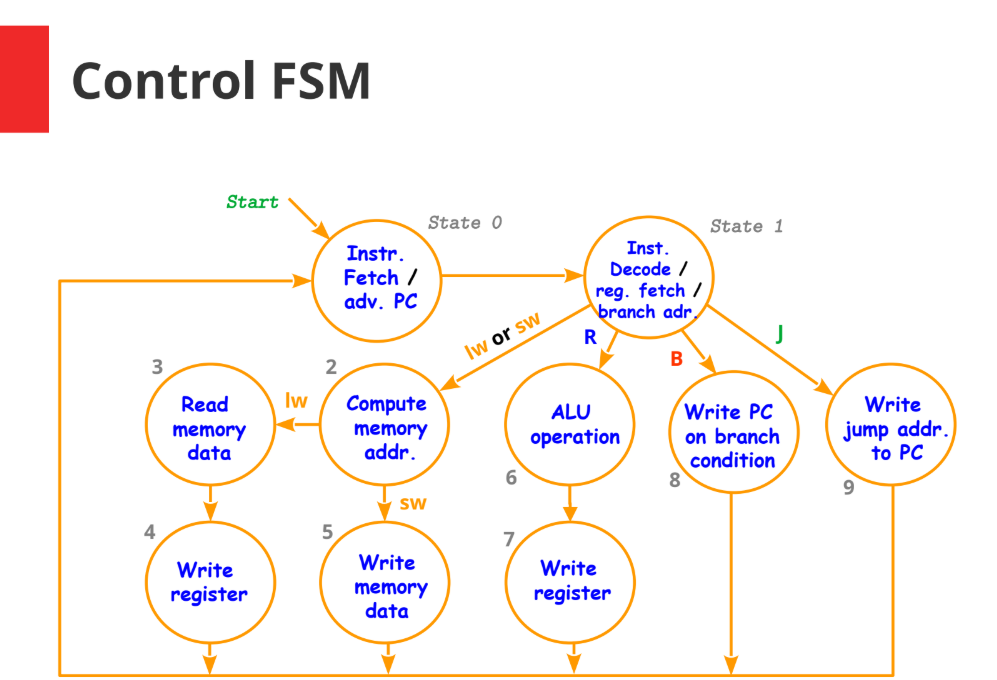 Control FSM
Start
State 0
State 1
Instr.
Fetch /
adv. PC
Inst.
Decode /
reg. fetch /
branch adr.
lw or sw
R
B
J
3
2
lw
Read
memory
data
Compute
memory
addr.
ALU
operation
Write PC
on branch
condition
Write
jump addr.
to PC
6
8
9
sw
4
5
7
Write
register
Write
memory
data
Write
register